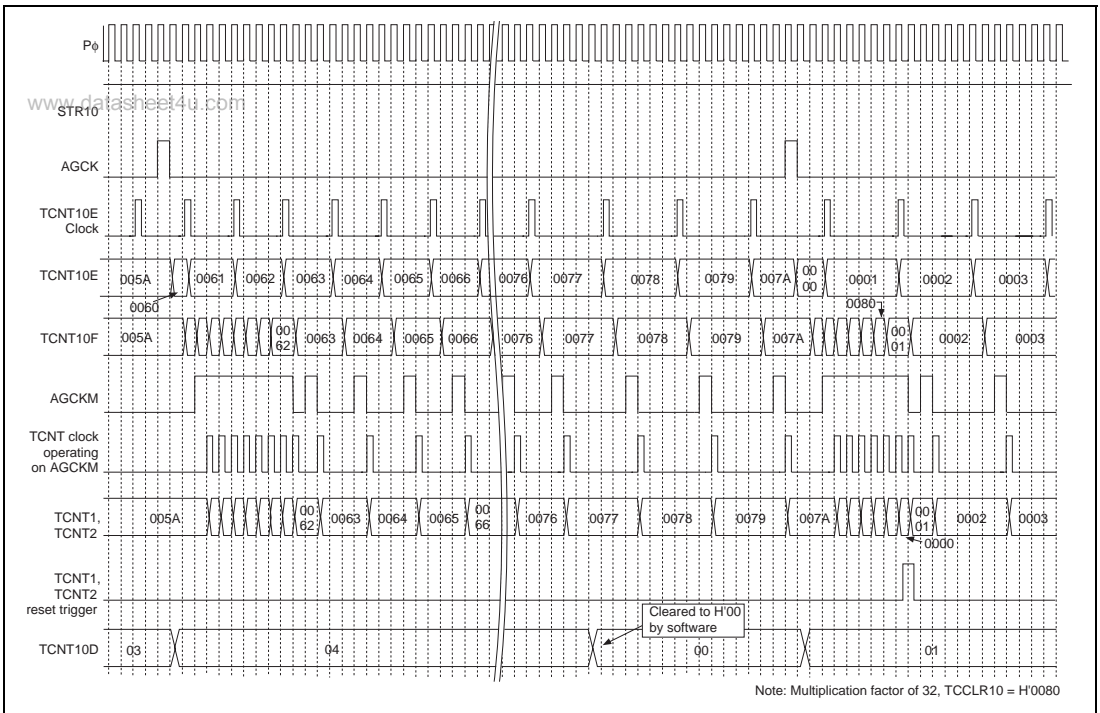 Pφ
www.datasheet4u.com
STR10
AGCK
TCNT10E
Clock
TCNT10E
005A 0061 0062 0063 0064 0065 0066 0076 0077 0078 0079 007A 00 0001 0002 0003
00
0060
0080
TCNT10F
005A 00 0063 0064 0065 0066 0076 0077 0078 0079 007A 00 0002 0003
62 01
AGCKM
TCNT clock
operating
on AGCKM
TCNT1,
TCNT2
005A 00 0063 0064 0065 00 0076 0077 0078 0079 007A 00 0002 0003
62 66 01
0000
TCNT1,
TCNT2
reset trigger
Cleared to H'00
by software
TCNT10D
03 04 00 01
Note: Multiplication factor of 32, TCCLR10 = H'0080